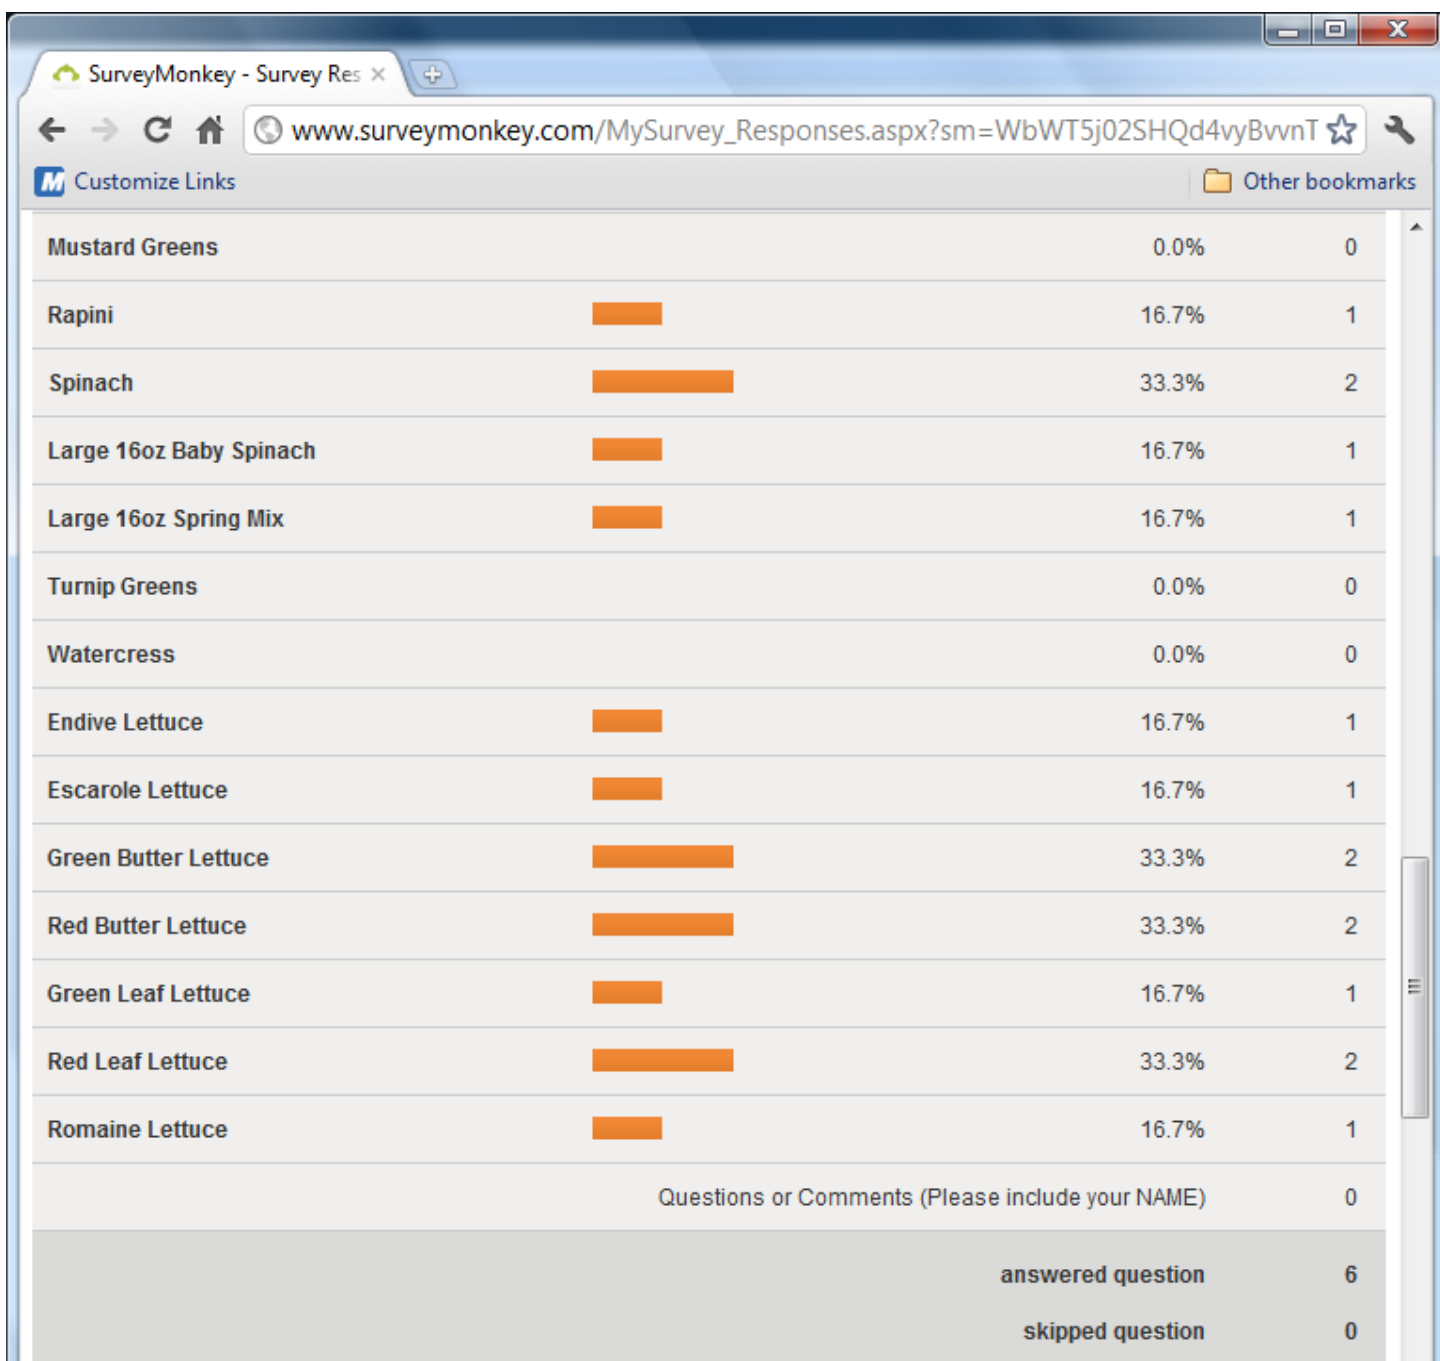 SurveyMonkey - Survey Res
www.surveymonkey.com/MySurvey_Responses.aspx?sm=WbWT5j02SHQd4vyBvvnT
Customize Links Other bookmarks
Mustard Greens 0.0% 0
Rapini 16.7% 1
Spinach 33.3% 2
Large 16oz Baby Spinach 16.7% 1
Large 16oz Spring Mix 16.7% 1
Turnip Greens 0.0% 0
Watercress 0.0% 0
Endive Lettuce 16.7% 1
Escarole Lettuce 16.7% 1
Green Butter Lettuce 33.3% 2
Red Butter Lettuce 33.3% 2
Green Leaf Lettuce 16.7% 1
Red Leaf Lettuce 33.3% 2
Romaine Lettuce 16.7% 1
Questions or Comments (Please include your NAME) 0
answered question 6
skipped question 0